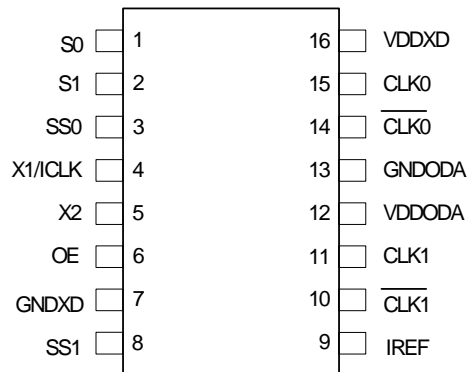 S0 1 16 VDDXD
S1 2 15 CLK0
SS0 3 14 CLK0
X1/ICLK 4 13 GNDODA
X2 5 12 VDDODA
OE 6 11 CLK1
GNDXD 7 10 CLK1
SS1 8 9 IREF